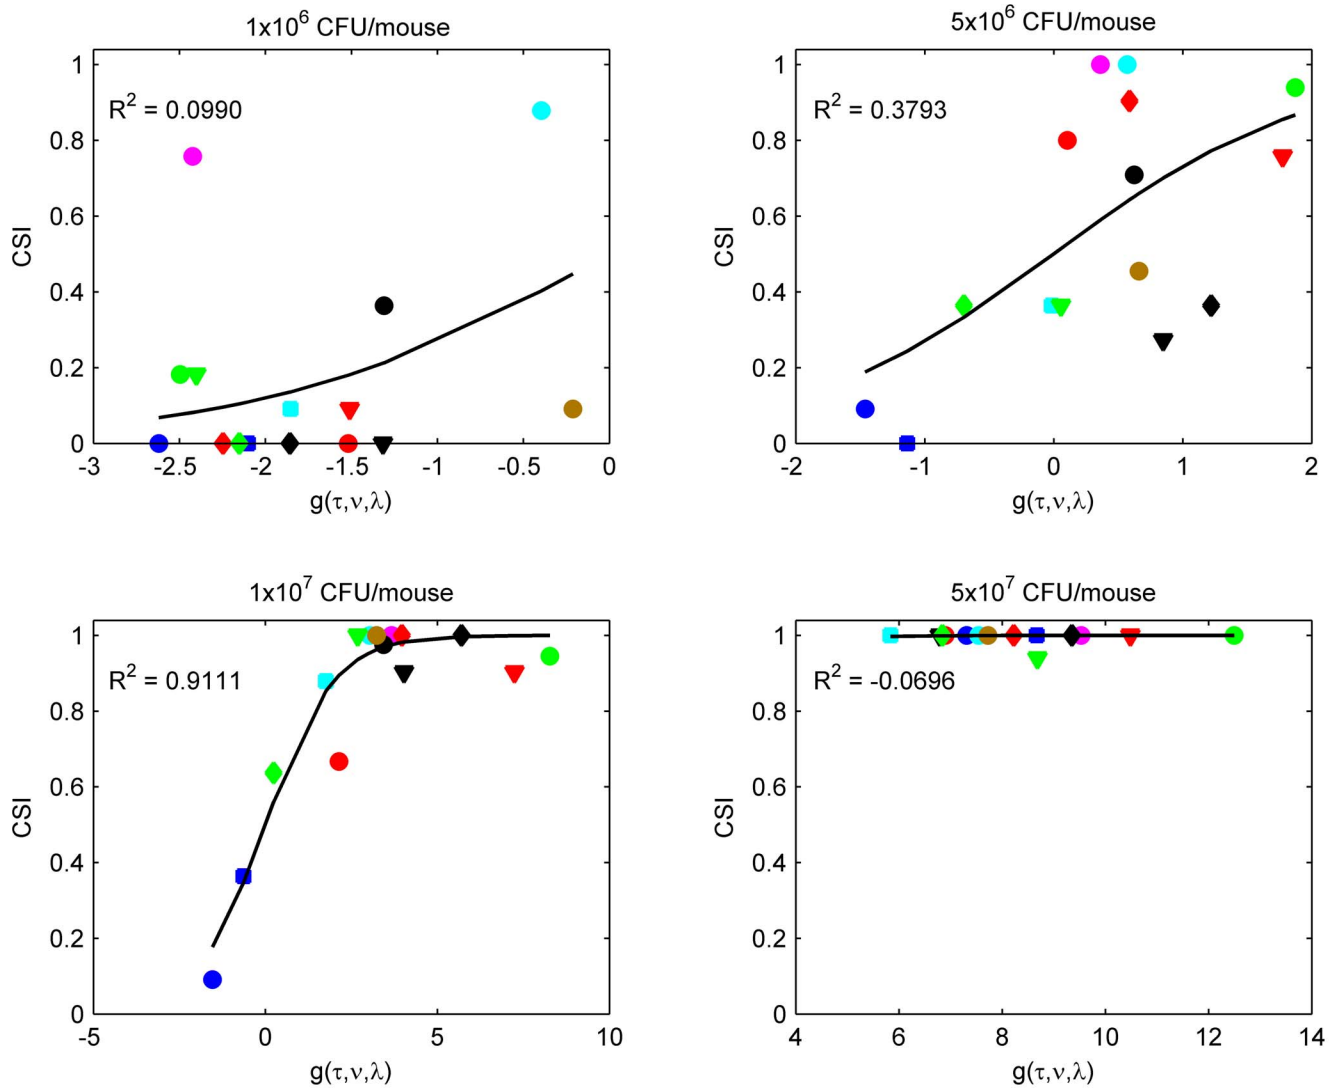 1x10^6 CFU/mouse
1
R^2 = 0.0990
0.8
0.6
CSI
0.4
0.2
0
-3 -2.5 -2 -1.5 -1 -0.5 0
g(τ,ν,λ)
5x10^6 CFU/mouse
1
R^2 = 0.3793
0.8
0.6
CSI
0.4
0.2
0
-2 -1 0 1 2
g(τ,ν,λ)
1x10^7 CFU/mouse
1
R^2 = 0.9111
0.8
0.6
CSI
0.4
0.2
0
-5 0 5 10
g(τ,ν,λ)
5x10^7 CFU/mouse
1
R^2 = -0.0696
0.8
0.6
CSI
0.4
0.2
0
4 6 8 10 12 14
g(τ,ν,λ)